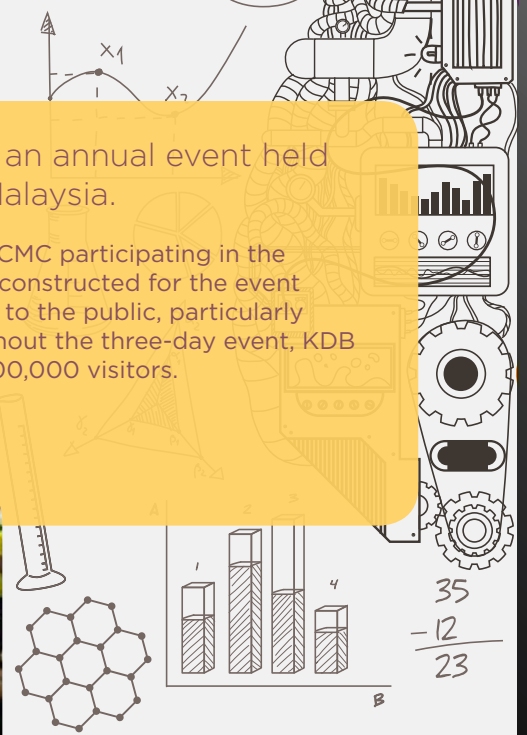 x1
x2
an annual event held
Malaysia.
CMC participating in the
constructed for the event
to the public, particularly
hout the three-day event, KDB
00,000 visitors.
A
1
2
3
4
B
35
– 12
23